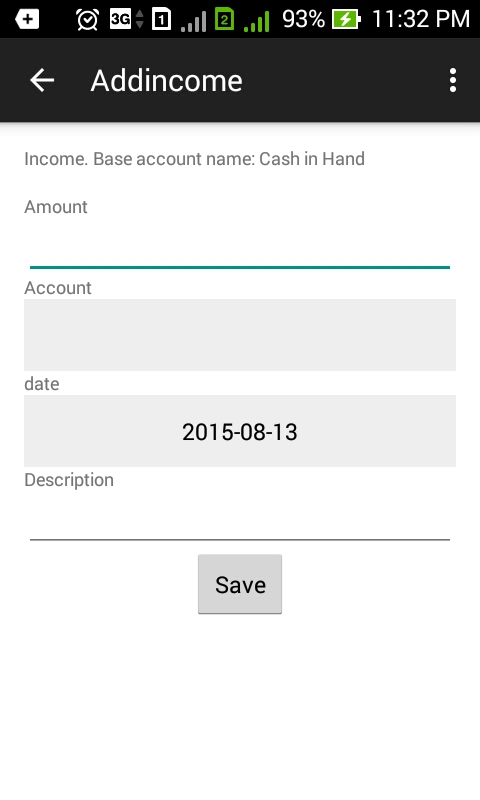 3G 1 2 93% 11:32 PM
Addincome
Income. Base account name: Cash in Hand
Amount
Account
date
2015-08-13
Description
Save